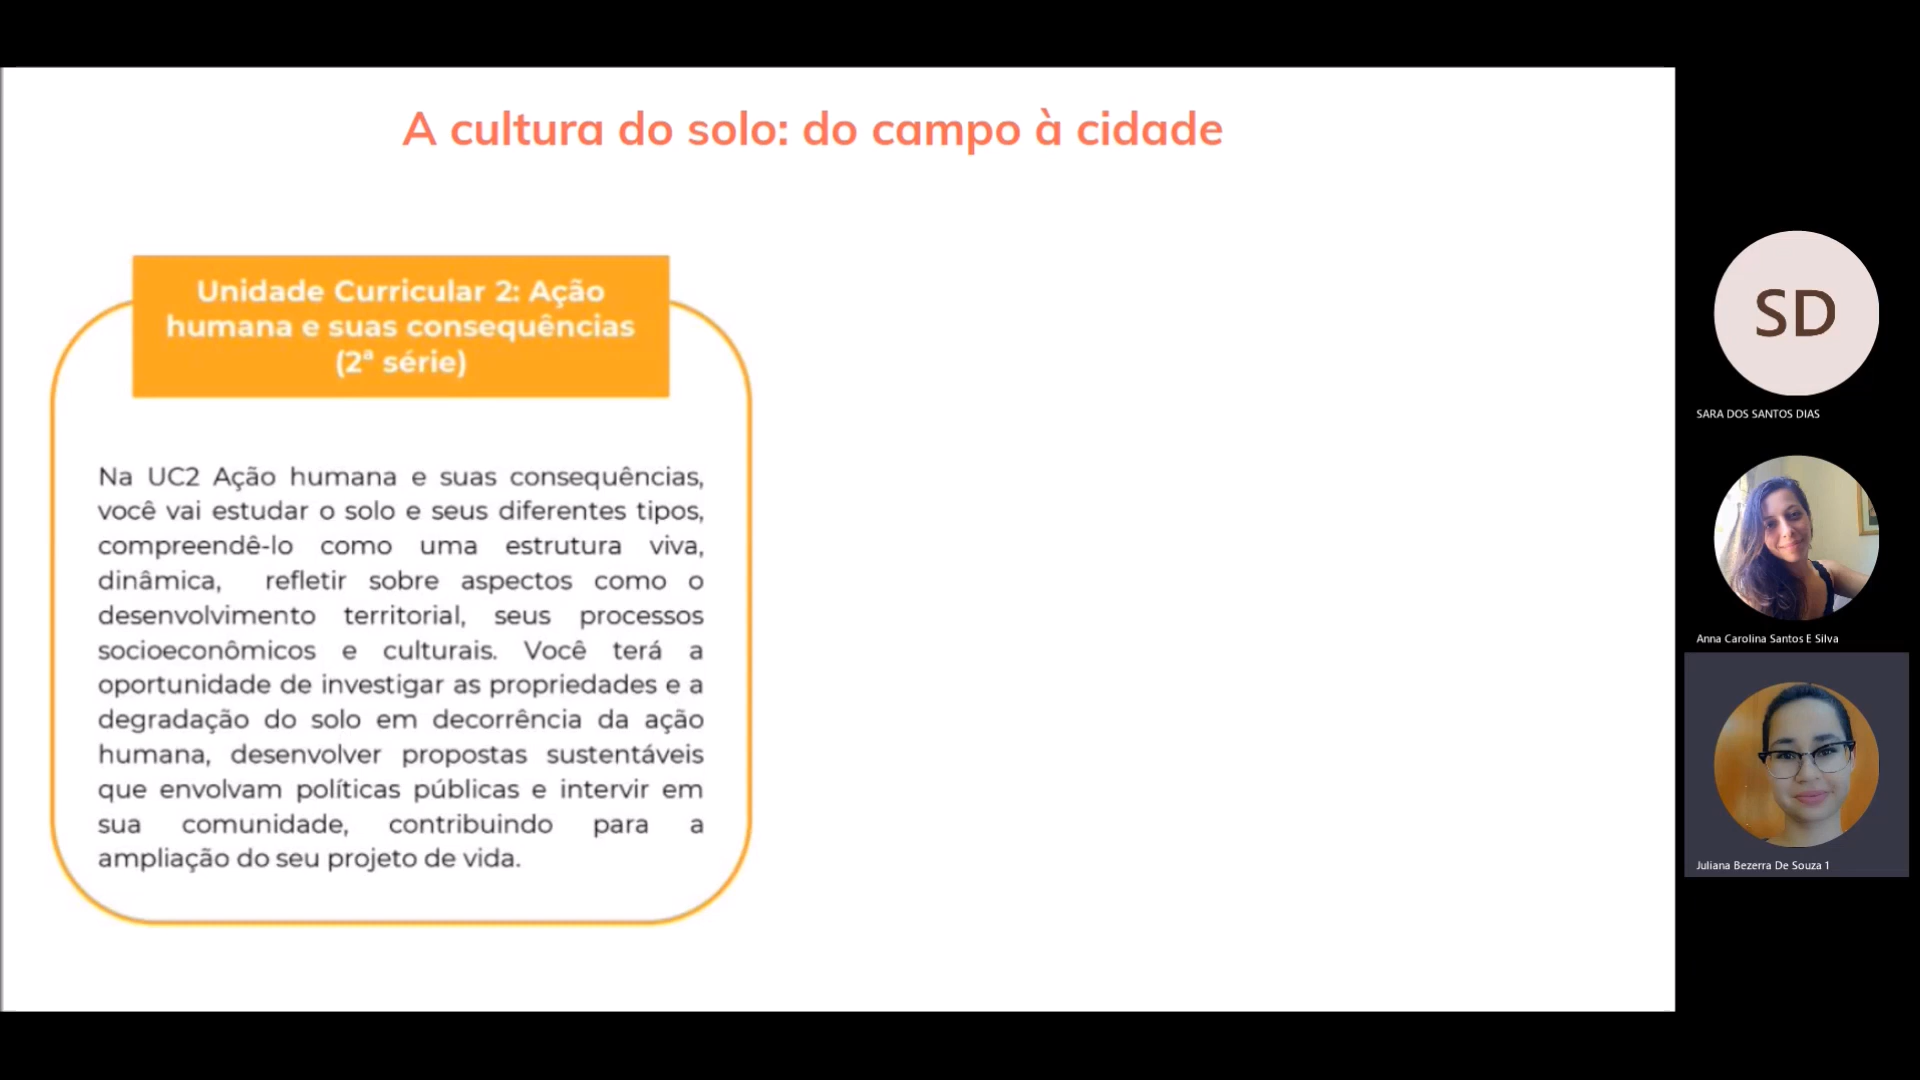 A cultura do solo: do campo à cidade
Unidade Curricular 2: Ação
humana e suas consequências
(2ª série)
Na UC2 Ação humana e suas consequências,
você vai estudar o solo e seus diferentes tipos,
compreendê-lo como uma estrutura viva,
dinâmica, refletir sobre aspectos como o
desenvolvimento territorial, seus processos
socioeconômicos e culturais. Você terá a
oportunidade de investigar as propriedades e a
degradação do solo em decorrência da ação
humana, desenvolver propostas sustentáveis
que envolvam políticas públicas e intervir em
sua comunidade, contribuindo para a
ampliação do seu projeto de vida.
SD
SARA DOS SANTOS DIAS
Anna Carolina Santos E Silva
Juliana Bezerra De Souza 1